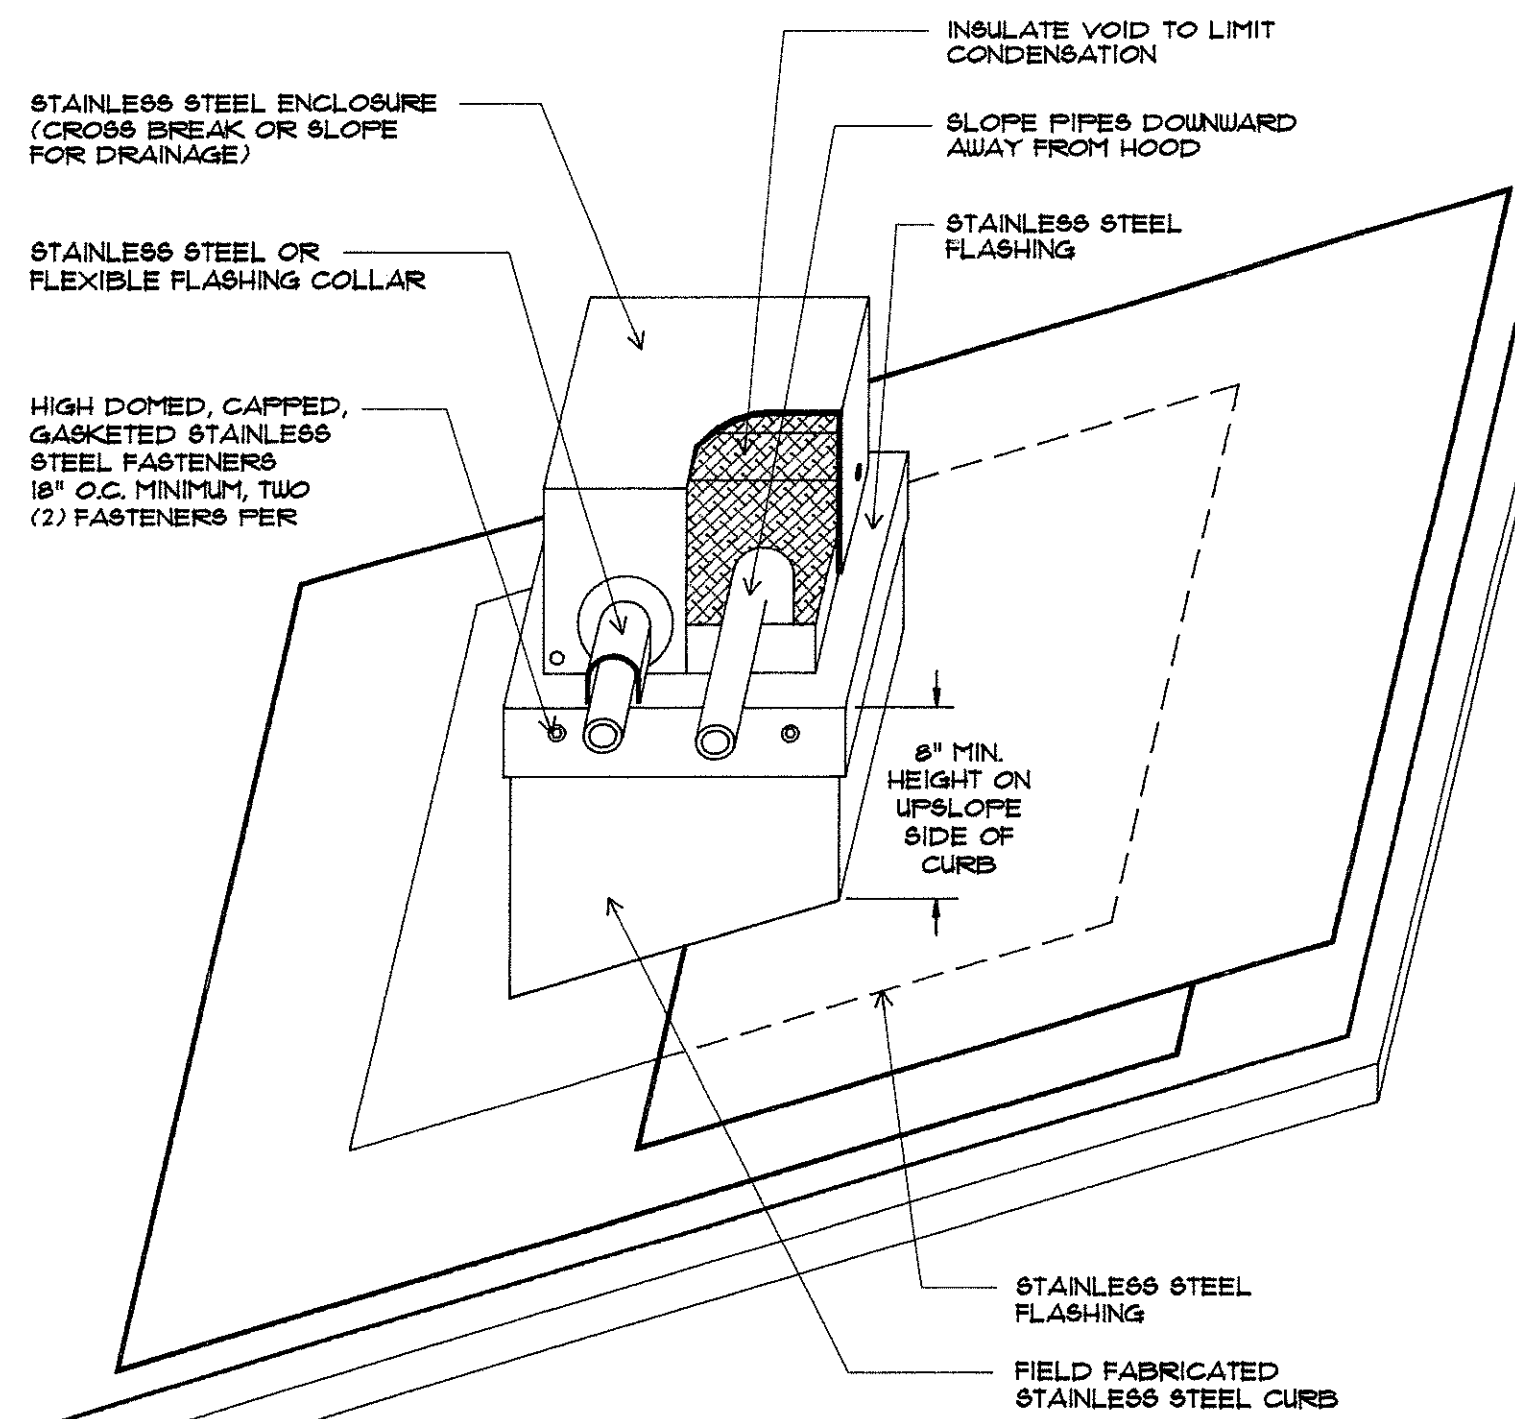 INSULATE VOID TO LIMIT
CONDENSATION
STAINLESS STEEL ENCLOSURE
(CROSS BREAK OR SLOPE
FOR DRAINAGE)
SLOPE PIPES DOWNWARD
AWAY FROM HOOD
STAINLESS STEEL
FLASHING
STAINLESS STEEL OR
FLEXIBLE FLASHING COLLAR
HIGH DOMED, CAPPED,
GASKETED STAINLESS
STEEL FASTENERS
18" O.C. MINIMUM, TWO
(2) FASTENERS PER
8" MIN.
HEIGHT ON
UPSLOPE
SIDE OF
CURB
STAINLESS STEEL
FLASHING
FIELD FABRICATED
STAINLESS STEEL CURB